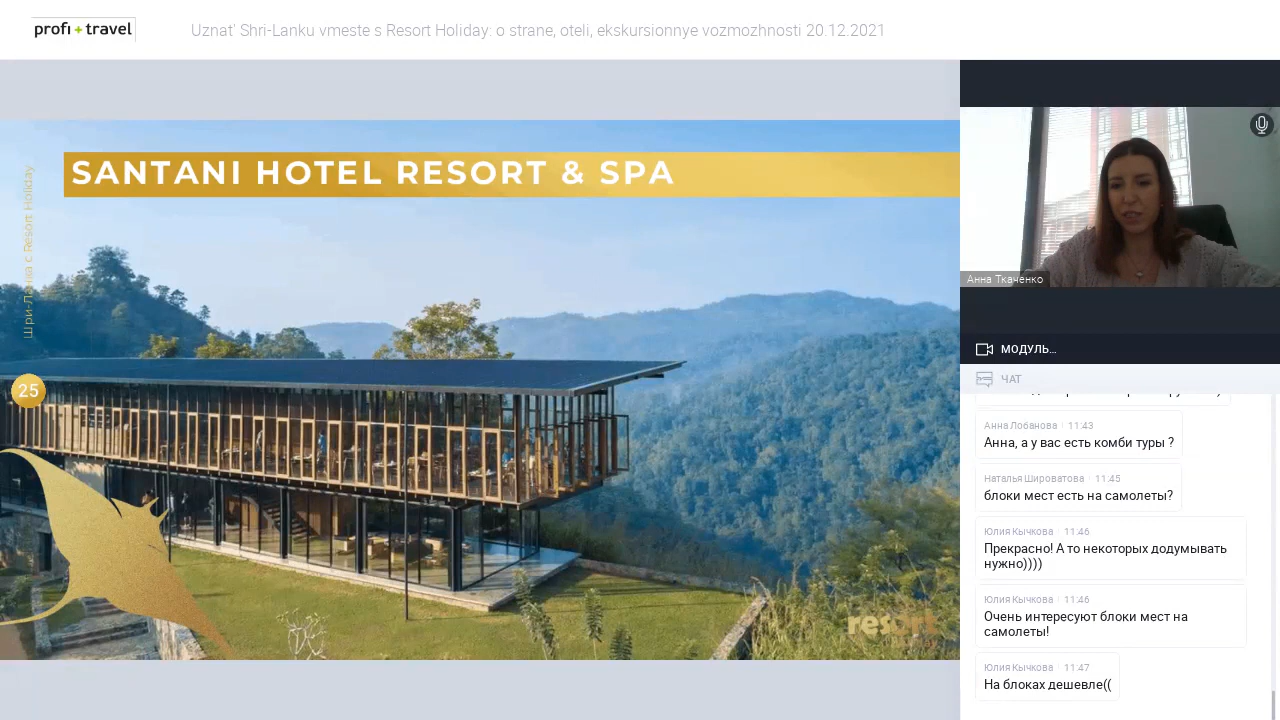 profi+travel
Uznat' Shri-Lanku vmeste s Resort Holiday: o strane, oteli, ekskursionnye vozmozhnosti 20.12.2021
SANTANI HOTEL RESORT & SPA
Шри-Ланка с Resort Holiday
25
resort
Анна Ткаченко
МОДУЛЬ...
ЧАТ
Анна Лобанова 11:43
Анна, а у вас есть комби туры ?
Наталья Широватова 11:45
блоки мест есть на самолеты?
Юлия Кычкова 11:46
Прекрасно! А то некоторых додумывать
нужно))))
Юлия Кычкова 11:46
Очень интересуют блоки мест на
самолеты!
Юлия Кычкова 11:47
На блоках дешевле((